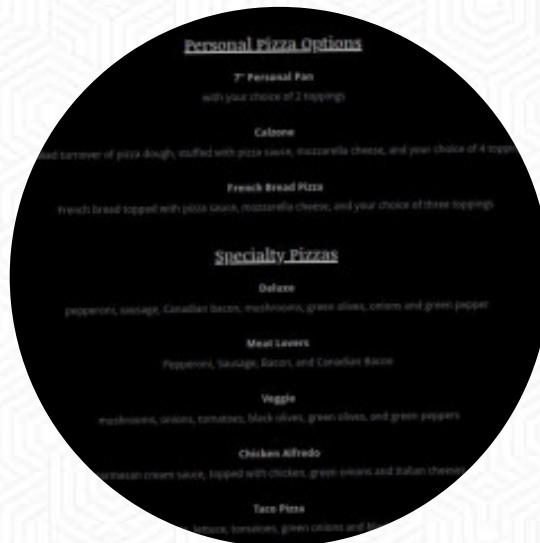 Personal Pizza Options
7" Personal Pan
with your choice of 2 toppings
Calzone
turnover of pizza dough, stuffed with pizza sauce, mozzarella cheese, and your choice of 4
French Bread Pizza
French bread topped with pizza sauce, mozzarella cheese, and your choice of three toppings
Specialty Pizzas
Deluxe
pepperoni, sausage, Canadian bacon, mushrooms, green olives, onions and green pepper
Meat Lovers
Pepperoni, Sausage, Bacon, and Canadian Bacon
Veggie
mushrooms, onions, tomatoes, black olives, green olives, and green peppers
Chicken Alfredo
parmesan cream sauce, topped with chicken, green onions and Italian cheeses
Taco Pizza
lettuce, tomatoes, green onions and